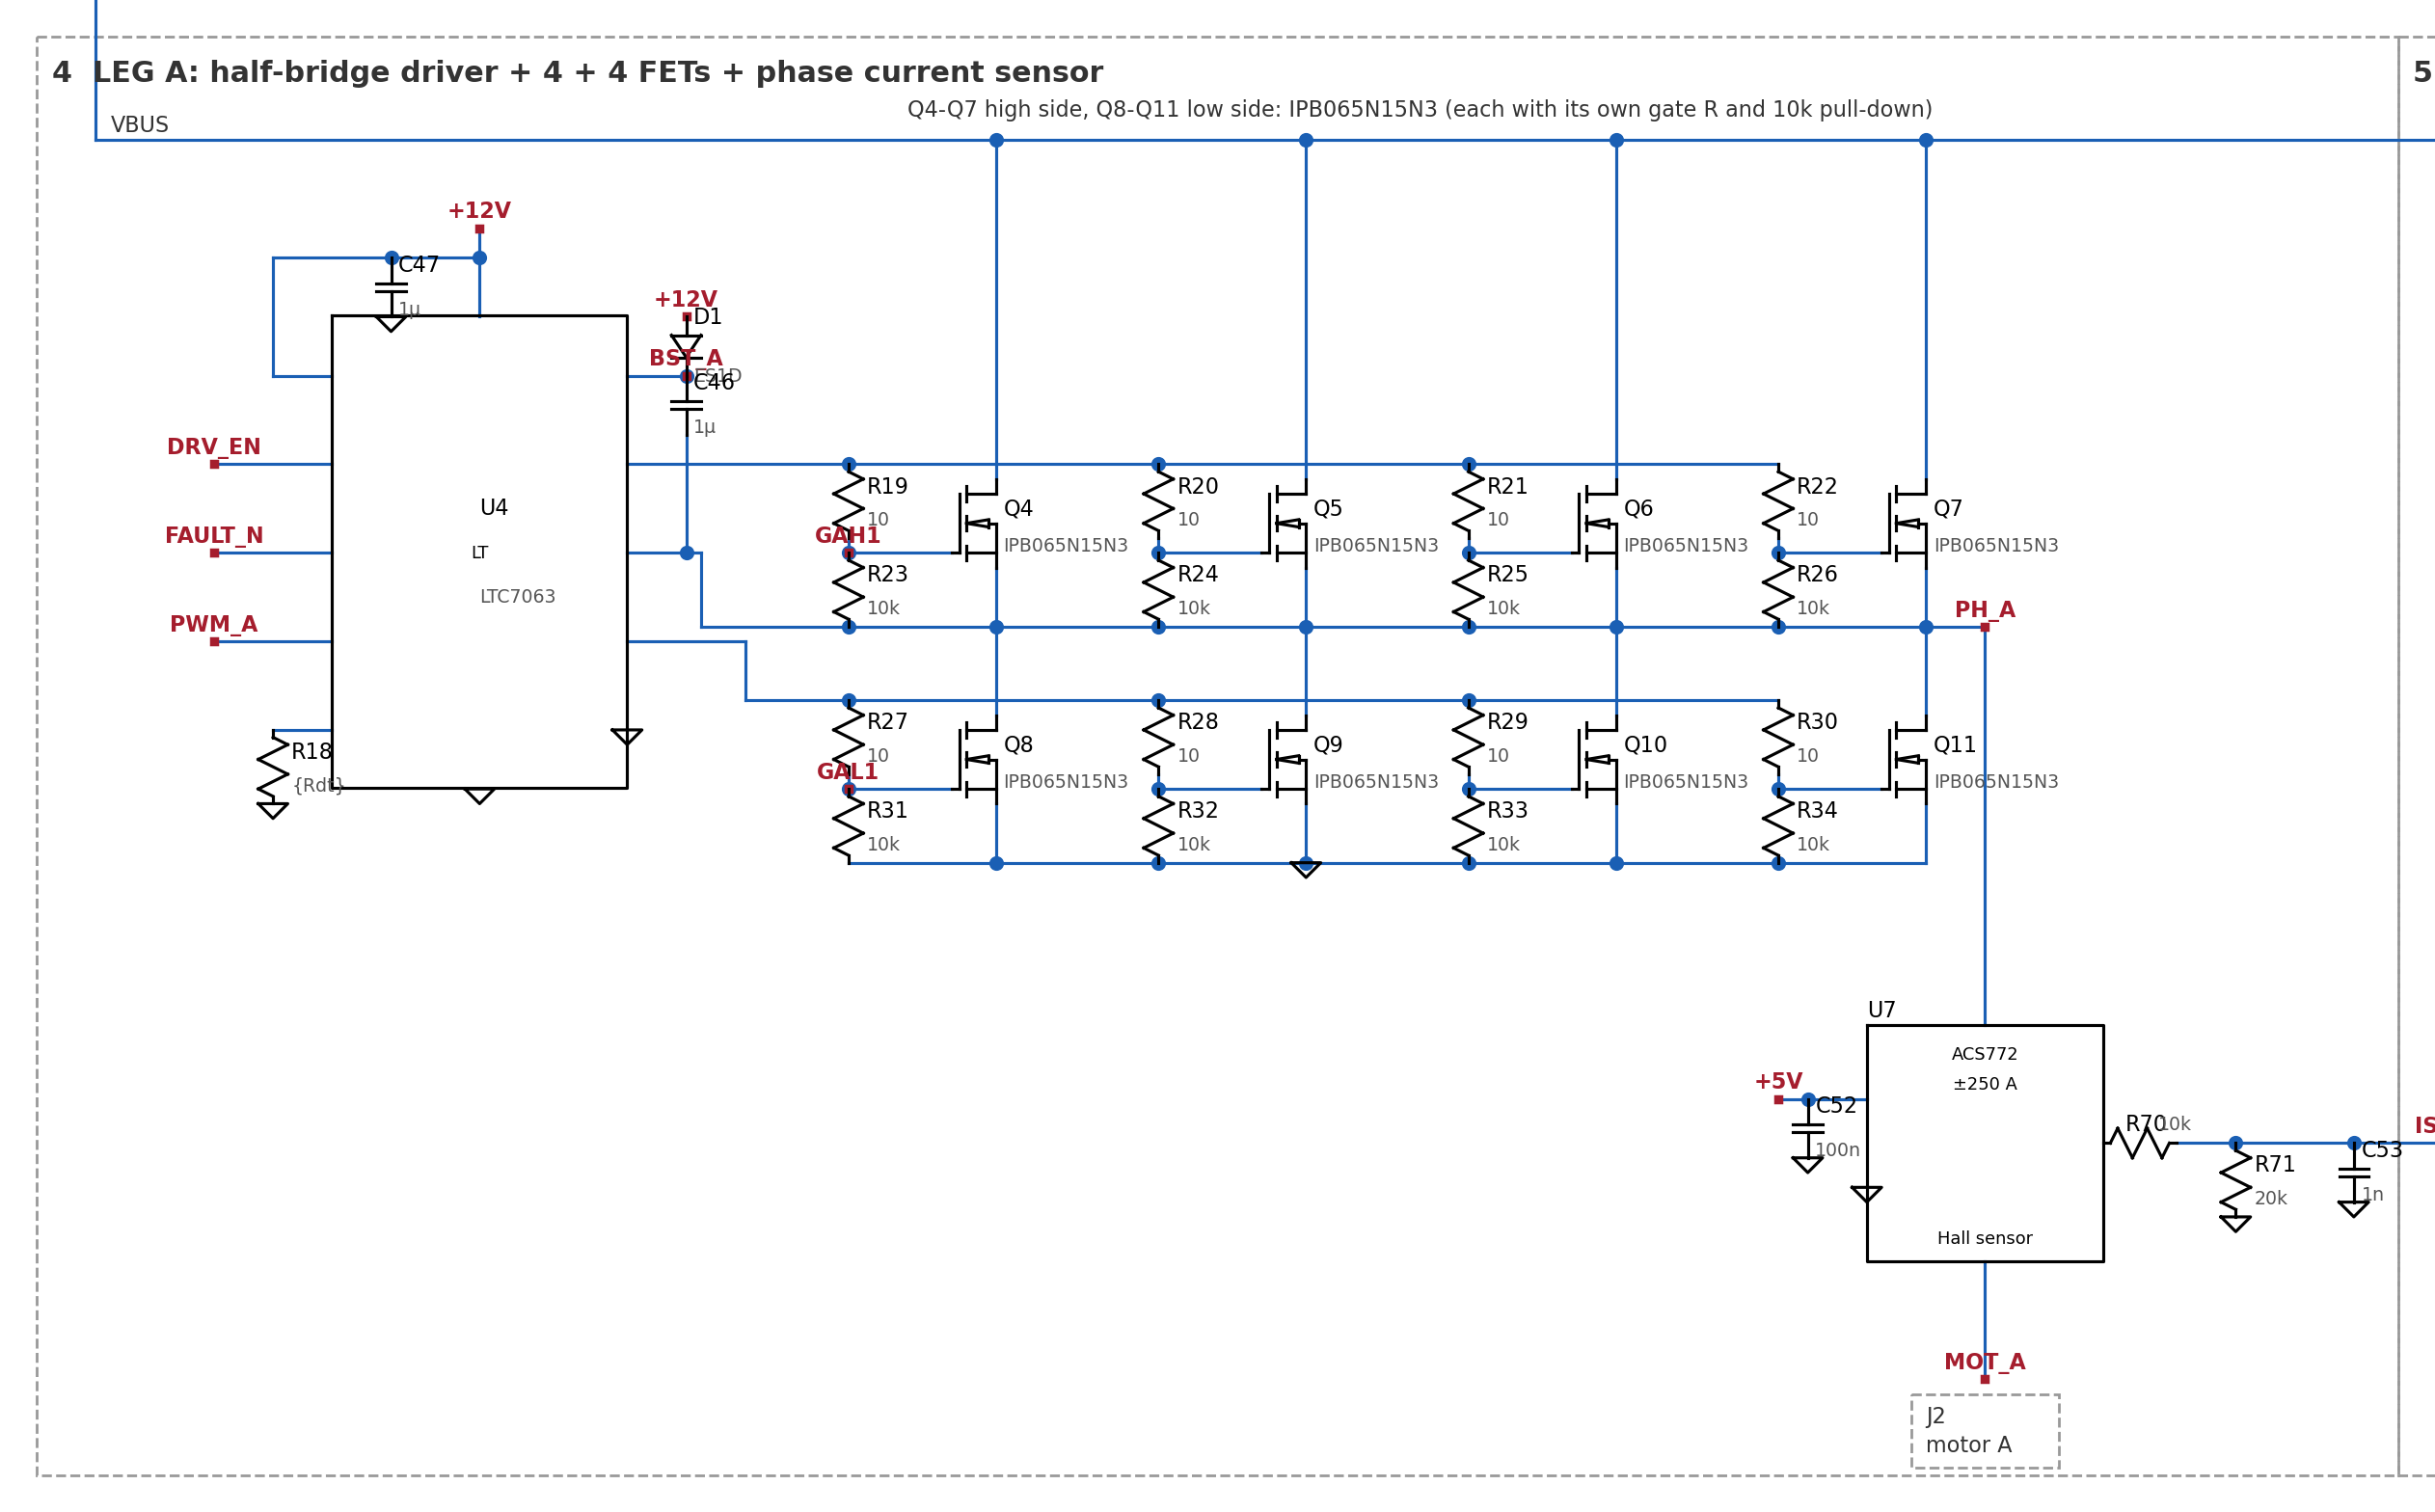 4 LEG A: half-bridge driver + 4 + 4 FETs + phase current sensor
5
Q4-Q7 high side, Q8-Q11 low side: IPB065N15N3 (each with its own gate R and 10k pull-down)
VBUS
+12V
C47
1µ
+12V
D1
BST_A
ES1D
C46
1µ
DRV_EN
FAULT_N
PWM_A
U4
LT
LTC7063
R18
{Rdt}
R19
10
GAH1
R23
10k
Q4
IPB065N15N3
R20
10
R24
10k
Q5
IPB065N15N3
R21
10
R25
10k
Q6
IPB065N15N3
R22
10
R26
10k
Q7
IPB065N15N3
PH_A
R27
10
GAL1
R31
10k
Q8
IPB065N15N3
R28
10
R32
10k
Q9
IPB065N15N3
R29
10
R33
10k
Q10
IPB065N15N3
R30
10
R34
10k
Q11
IPB065N15N3
U7
ACS772
±250 A
Hall sensor
+5V
C52
100n
R70
10k
R71
20k
C53
1n
IS
MOT_A
J2
motor A